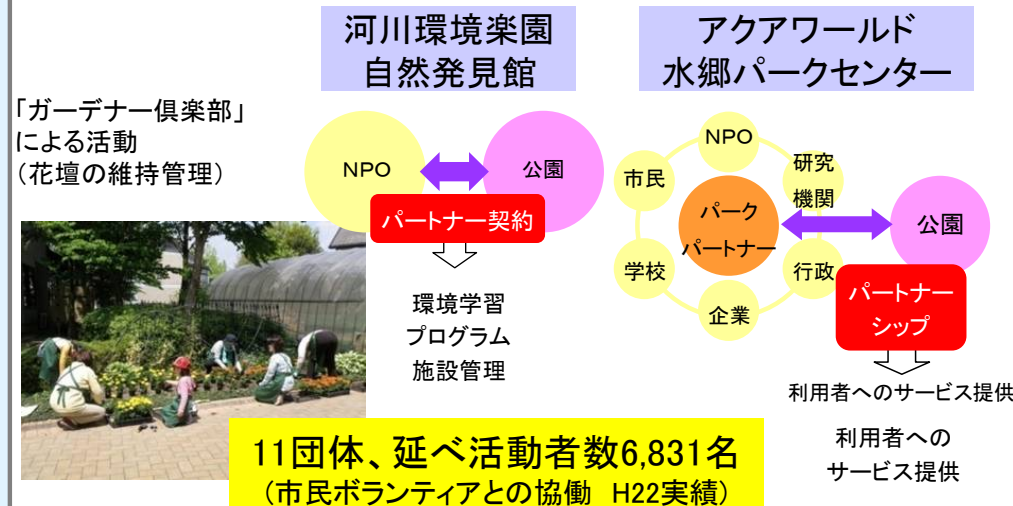 河川環境楽園
自然発見館
アクアワールド
水郷パークセンター
「ガーデナー倶楽部」
による活動
（花壇の維持管理）
NPO
公園
パートナー契約
環境学習
プログラム
施設管理
NPO
市民
研究
機関
パーク
パートナー
公園
学校
行政
企業
パートナー
シップ
利用者へのサービス提供
利用者への
サービス提供
11団体、延べ活動者数6,831名
（市民ボランティアとの協働 H22実績）